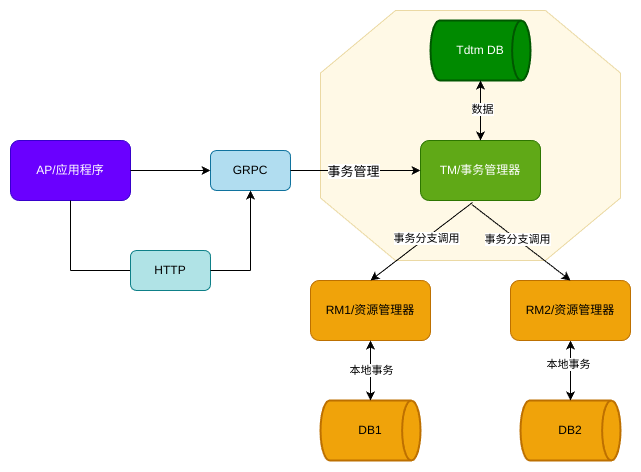 Tdtm DB
数据
AP/应用程序
GRPC
事务管理
TM/事务管理器
HTTP
事务分支调用
事务分支调用
RM1/资源管理器
RM2/资源管理器
本地事务
本地事务
DB1
DB2